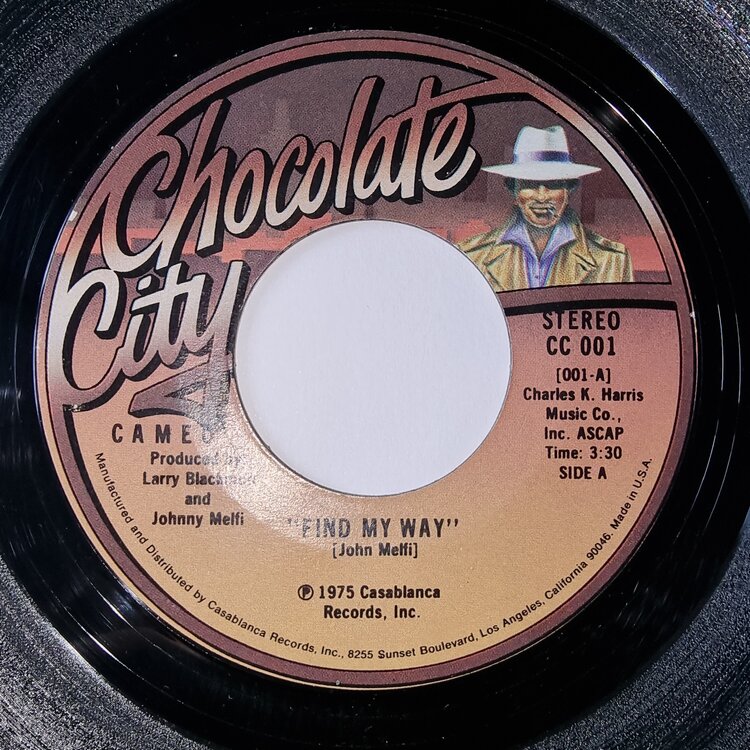 Chocolate
City
STEREO
CC 001
[001-A]
Charles K. Harris
Music Co.,
Inc. ASCAP
Time: 3:30
SIDE A
CAMEO
Produced by
Larry Blackmon
and
Johnny Melfi
"FIND MY WAY"
[John Melfi]
℗ 1975 Casablanca
Records, Inc.
Manufactured and Distributed by Casablanca Records, Inc., 8255 Sunset Boulevard, Los Angeles, California 90046. Made in U.S.A.